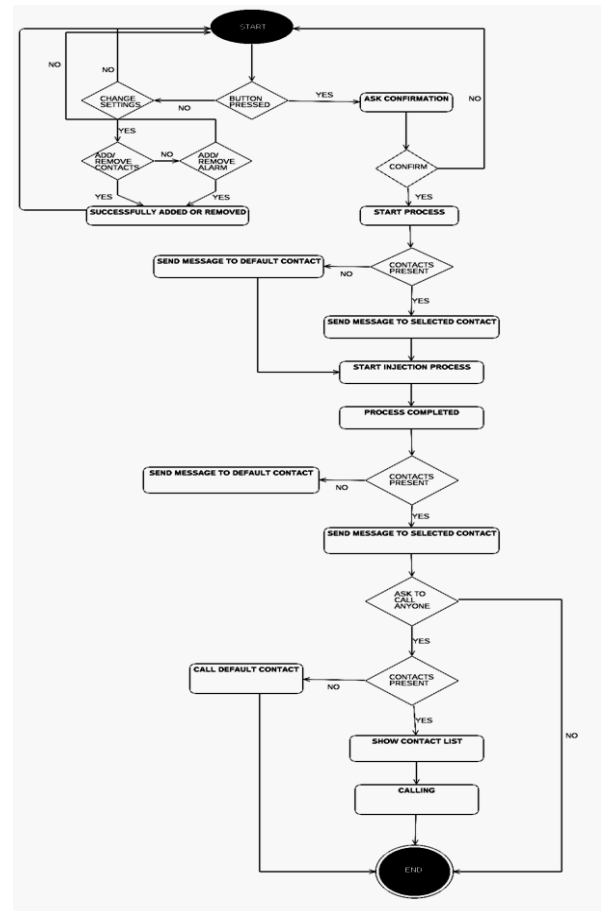 START
NO
NO
CHANGE
SETTINGS
NO
BUTTON
PRESSED
YES
ASK CONFIRMATION
NO
YES
ADD/
REMOVE
CONTACTS
NO
ADD/
REMOVE
ALARM
CONFIRM
YES
YES
YES
SUCCESSFULLY ADDED OR REMOVED
START PROCESS
SEND MESSAGE TO DEFAULT CONTACT
NO
CONTACTS
PRESENT
YES
SEND MESSAGE TO SELECTED CONTACT
START INJECTION PROCESS
PROCESS COMPLETED
SEND MESSAGE TO DEFAULT CONTACT
NO
CONTACTS
PRESENT
YES
SEND MESSAGE TO SELECTED CONTACT
ASK TO
CALL
ANYONE
YES
CALL DEFAULT CONTACT
NO
CONTACTS
PRESENT
YES
NO
SHOW CONTACT LIST
CALLING
END